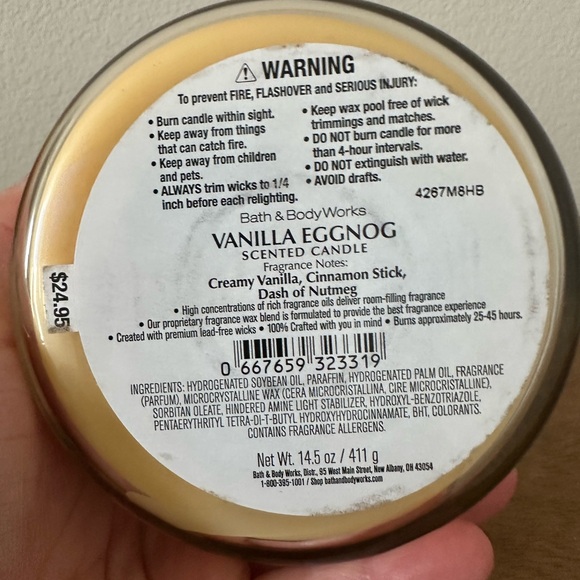 ⚠ WARNING
To prevent FIRE, FLASHOVER and SERIOUS INJURY:
• Burn candle within sight.
• Keep away from things
that can catch fire.
• Keep away from children
and pets.
• ALWAYS trim wicks to 1/4
inch before each relighting.
• Keep wax pool free of wick
trimmings and matches.
• DO NOT burn candle for more
than 4-hour intervals.
• DO NOT extinguish with water.
• AVOID drafts.
4267M8HB
Bath & Body Works
VANILLA EGGNOG
SCENTED CANDLE
Fragrance Notes:
Creamy Vanilla, Cinnamon Stick,
Dash of Nutmeg
• High concentrations of rich fragrance oils deliver room-filling fragrance
• Our proprietary fragrance wax blend is formulated to provide the best fragrance experience
• Created with premium lead-free wicks • 100% Crafted with you in mind • Burns approximately 25-45 hours.
$24.95
0 667659 323319
INGREDIENTS: HYDROGENATED SOYBEAN OIL, PARAFFIN, HYDROGENATED PALM OIL, FRAGRANCE
(PARFUM), MICROCRYSTALLINE WAX (CERA MICROCRISTALLINA, CIRE MICROCRISTALLINE),
SORBITAN OLEATE, HINDERED AMINE LIGHT STABILIZER, HYDROXYL-BENZOTRIAZOLE,
PENTAERYTHRITYL TETRA-DI-T-BUTYL HYDROXYHYDROCINNAMATE, BHT, COLORANTS.
CONTAINS FRAGRANCE ALLERGENS.
Net Wt. 14.5 oz / 411 g
Bath & Body Works, Distr., 95 West Main Street, New Albany, OH 43054
1-800-395-1001 / Shop bathandbodyworks.com